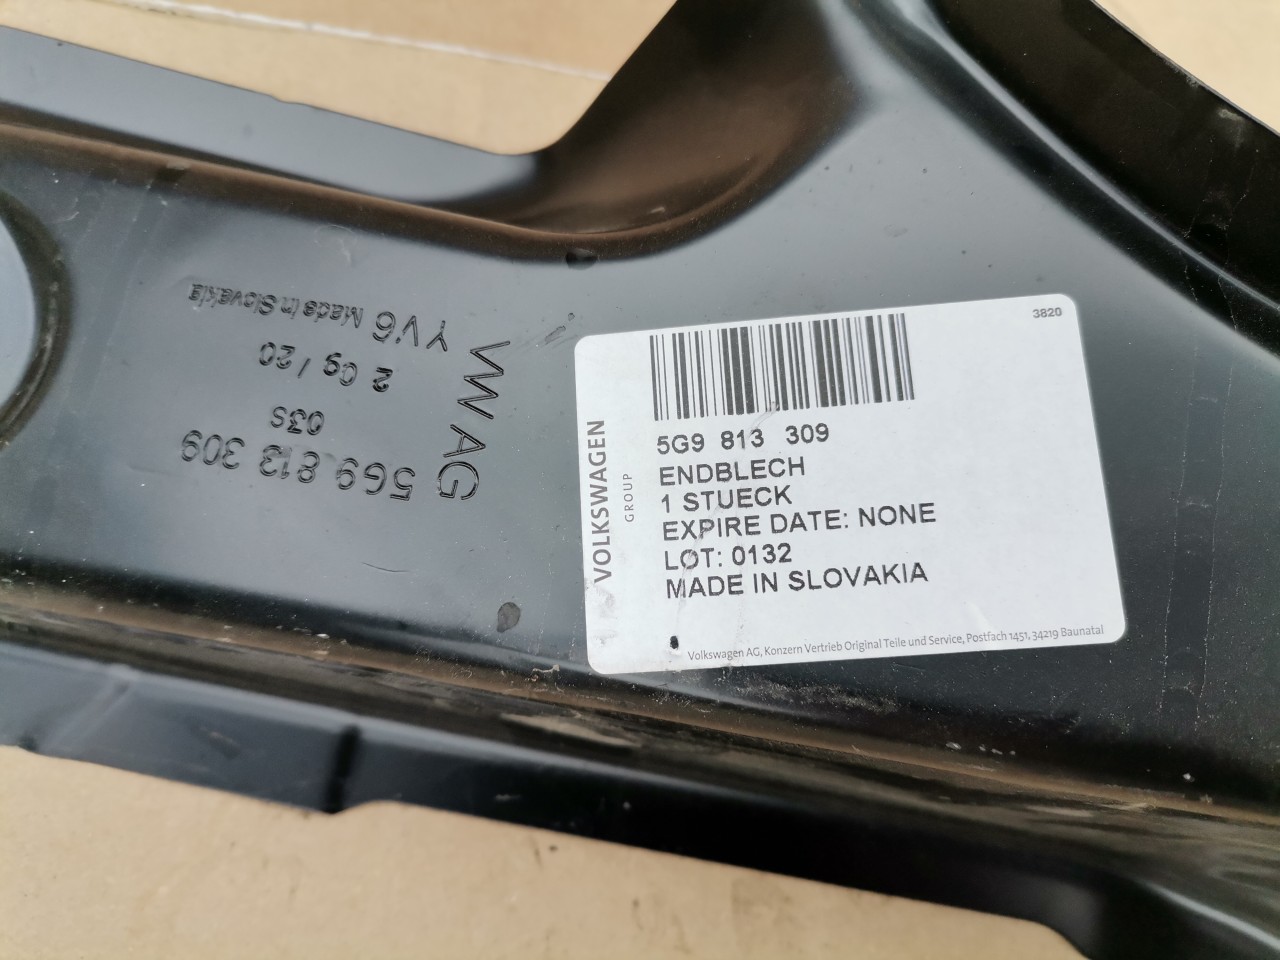 3820
VOLKSWAGEN
GROUP
5G9 813 309
ENDBLECH
1 STUECK
EXPIRE DATE: NONE
LOT: 0132
MADE IN SLOVAKIA
Volkswagen AG, Konzern Vertrieb Original Teile und Service, Postfach 1451, 34219 Baunatal
VW AG
5G9 813 309
03S
2 09/20
YV6 Made In Slovakia